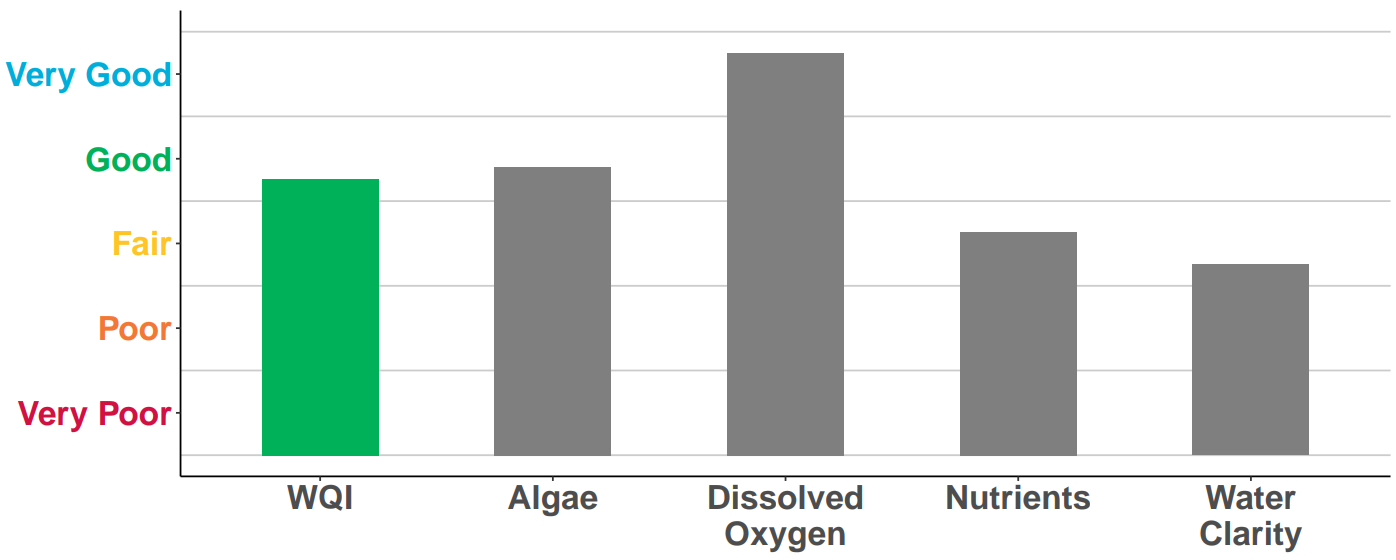 Very Good
Good
Fair
Poor
Very Poor
WQI
Algae
Dissolved
Oxygen
Nutrients
Water
Clarity